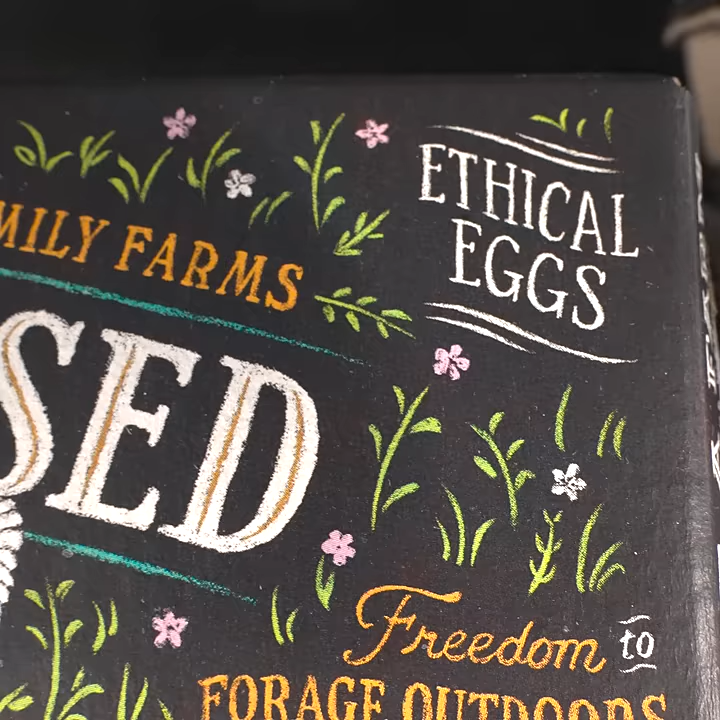 ETHICAL
EGGS
MILY FARMS
SED
Freedom to
FORAGE OUTDOORS